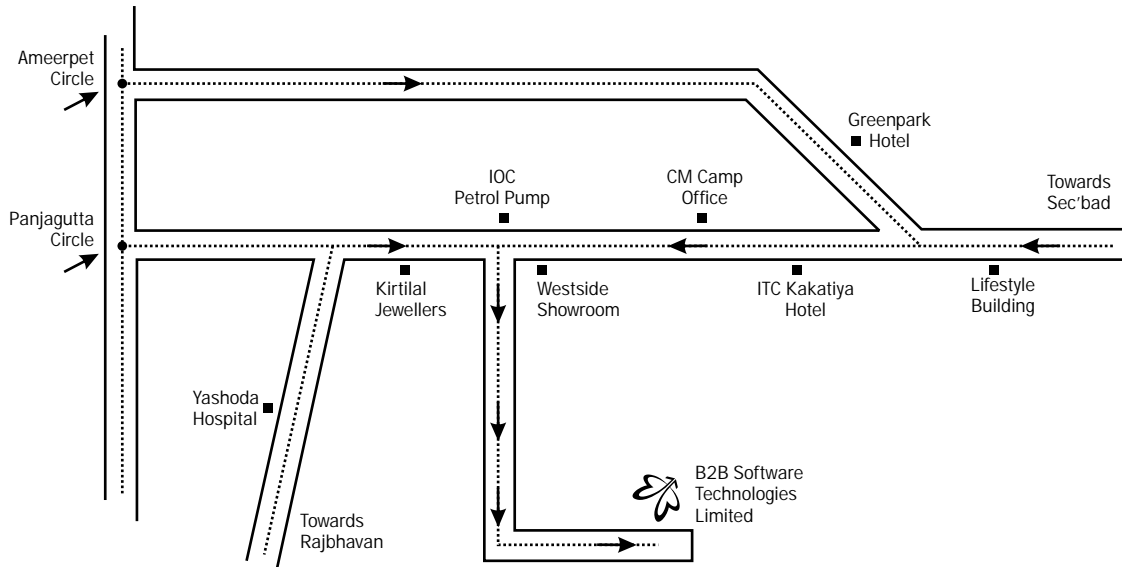 Ameerpet
Circle
Greenpark
Hotel
IOC
Petrol Pump
CM Camp
Office
Towards
Sec'bad
Panjagutta
Circle
Kirtilal
Jewellers
Westside
Showroom
ITC Kakatiya
Hotel
Lifestyle
Building
Yashoda
Hospital
B2B Software
Technologies
Limited
Towards
Rajbhavan